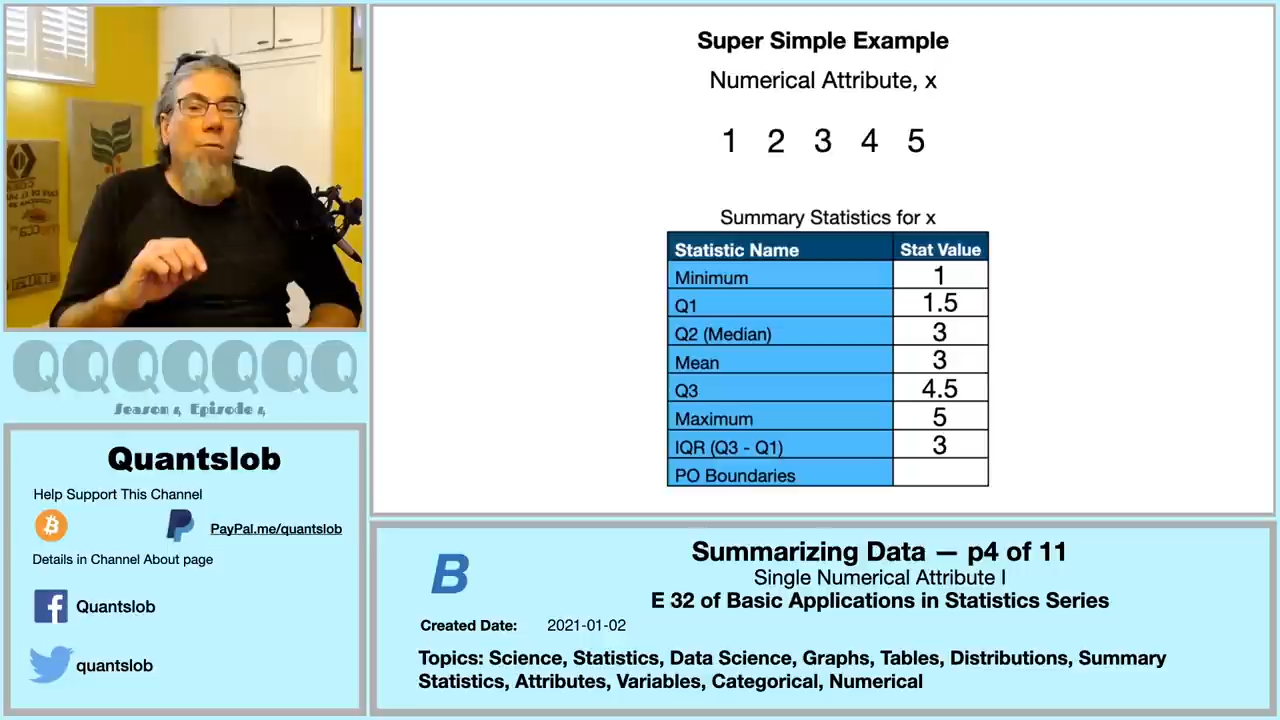 Super Simple Example
Numerical Attribute, x
1 2 3 4 5
Summary Statistics for x
Statistic Name Stat Value
Minimum 1
Q1 1.5
Q2 (Median) 3
Mean 3
Q3 4.5
Maximum 5
IQR (Q3 - Q1) 3
PO Boundaries
QQQQQQQ
Season 4, Episode 4
Quantslob
Help Support This Channel
PayPal.me/quantslob
Details in Channel About page
Quantslob
quantslob
B
Summarizing Data — p4 of 11
Single Numerical Attribute I
E 32 of Basic Applications in Statistics Series
Created Date: 2021-01-02
Topics: Science, Statistics, Data Science, Graphs, Tables, Distributions, Summary
Statistics, Attributes, Variables, Categorical, Numerical